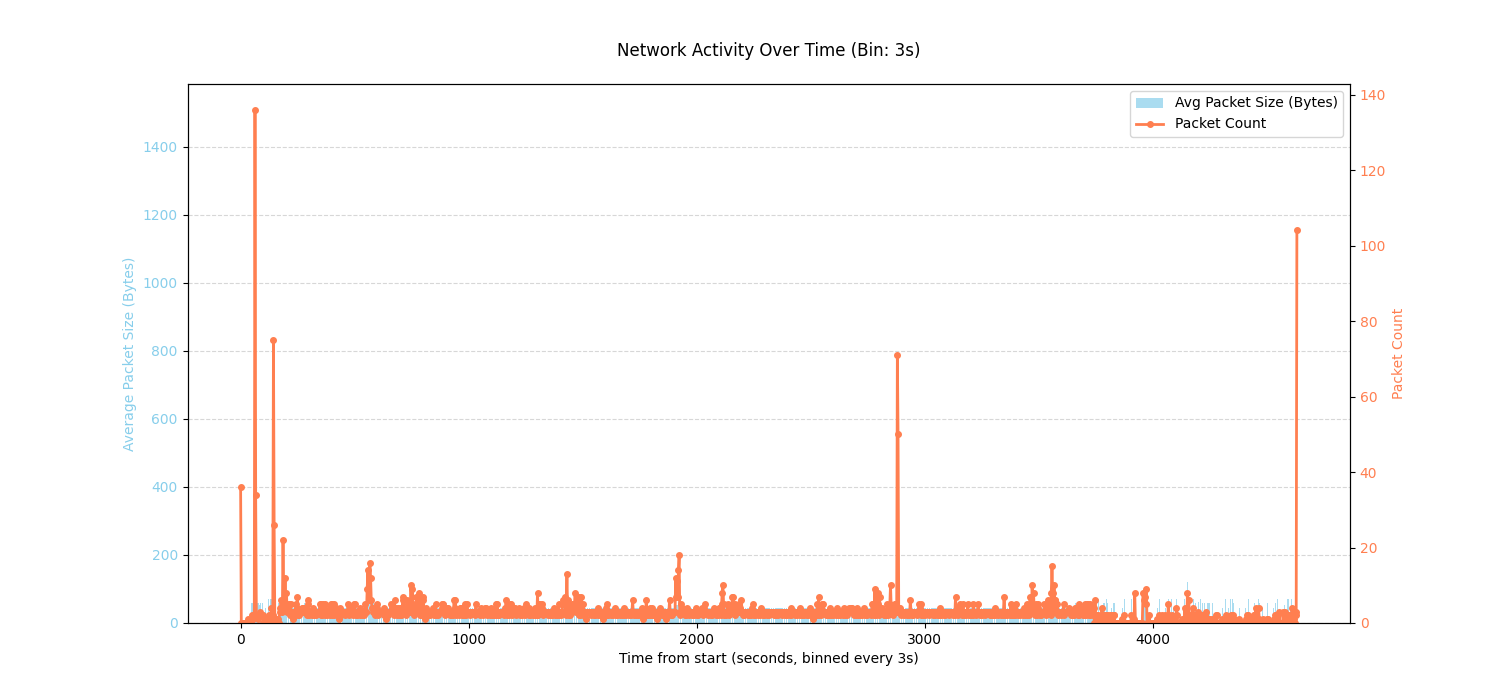 Network Activity Over Time (Bin: 3s)
Avg Packet Size (Bytes)
Packet Count
1400
1200
1000
800
600
400
200
0
Average Packet Size (Bytes)
140
120
100
80
60
40
20
0
Packet Count
0 1000 2000 3000 4000
Time from start (seconds, binned every 3s)